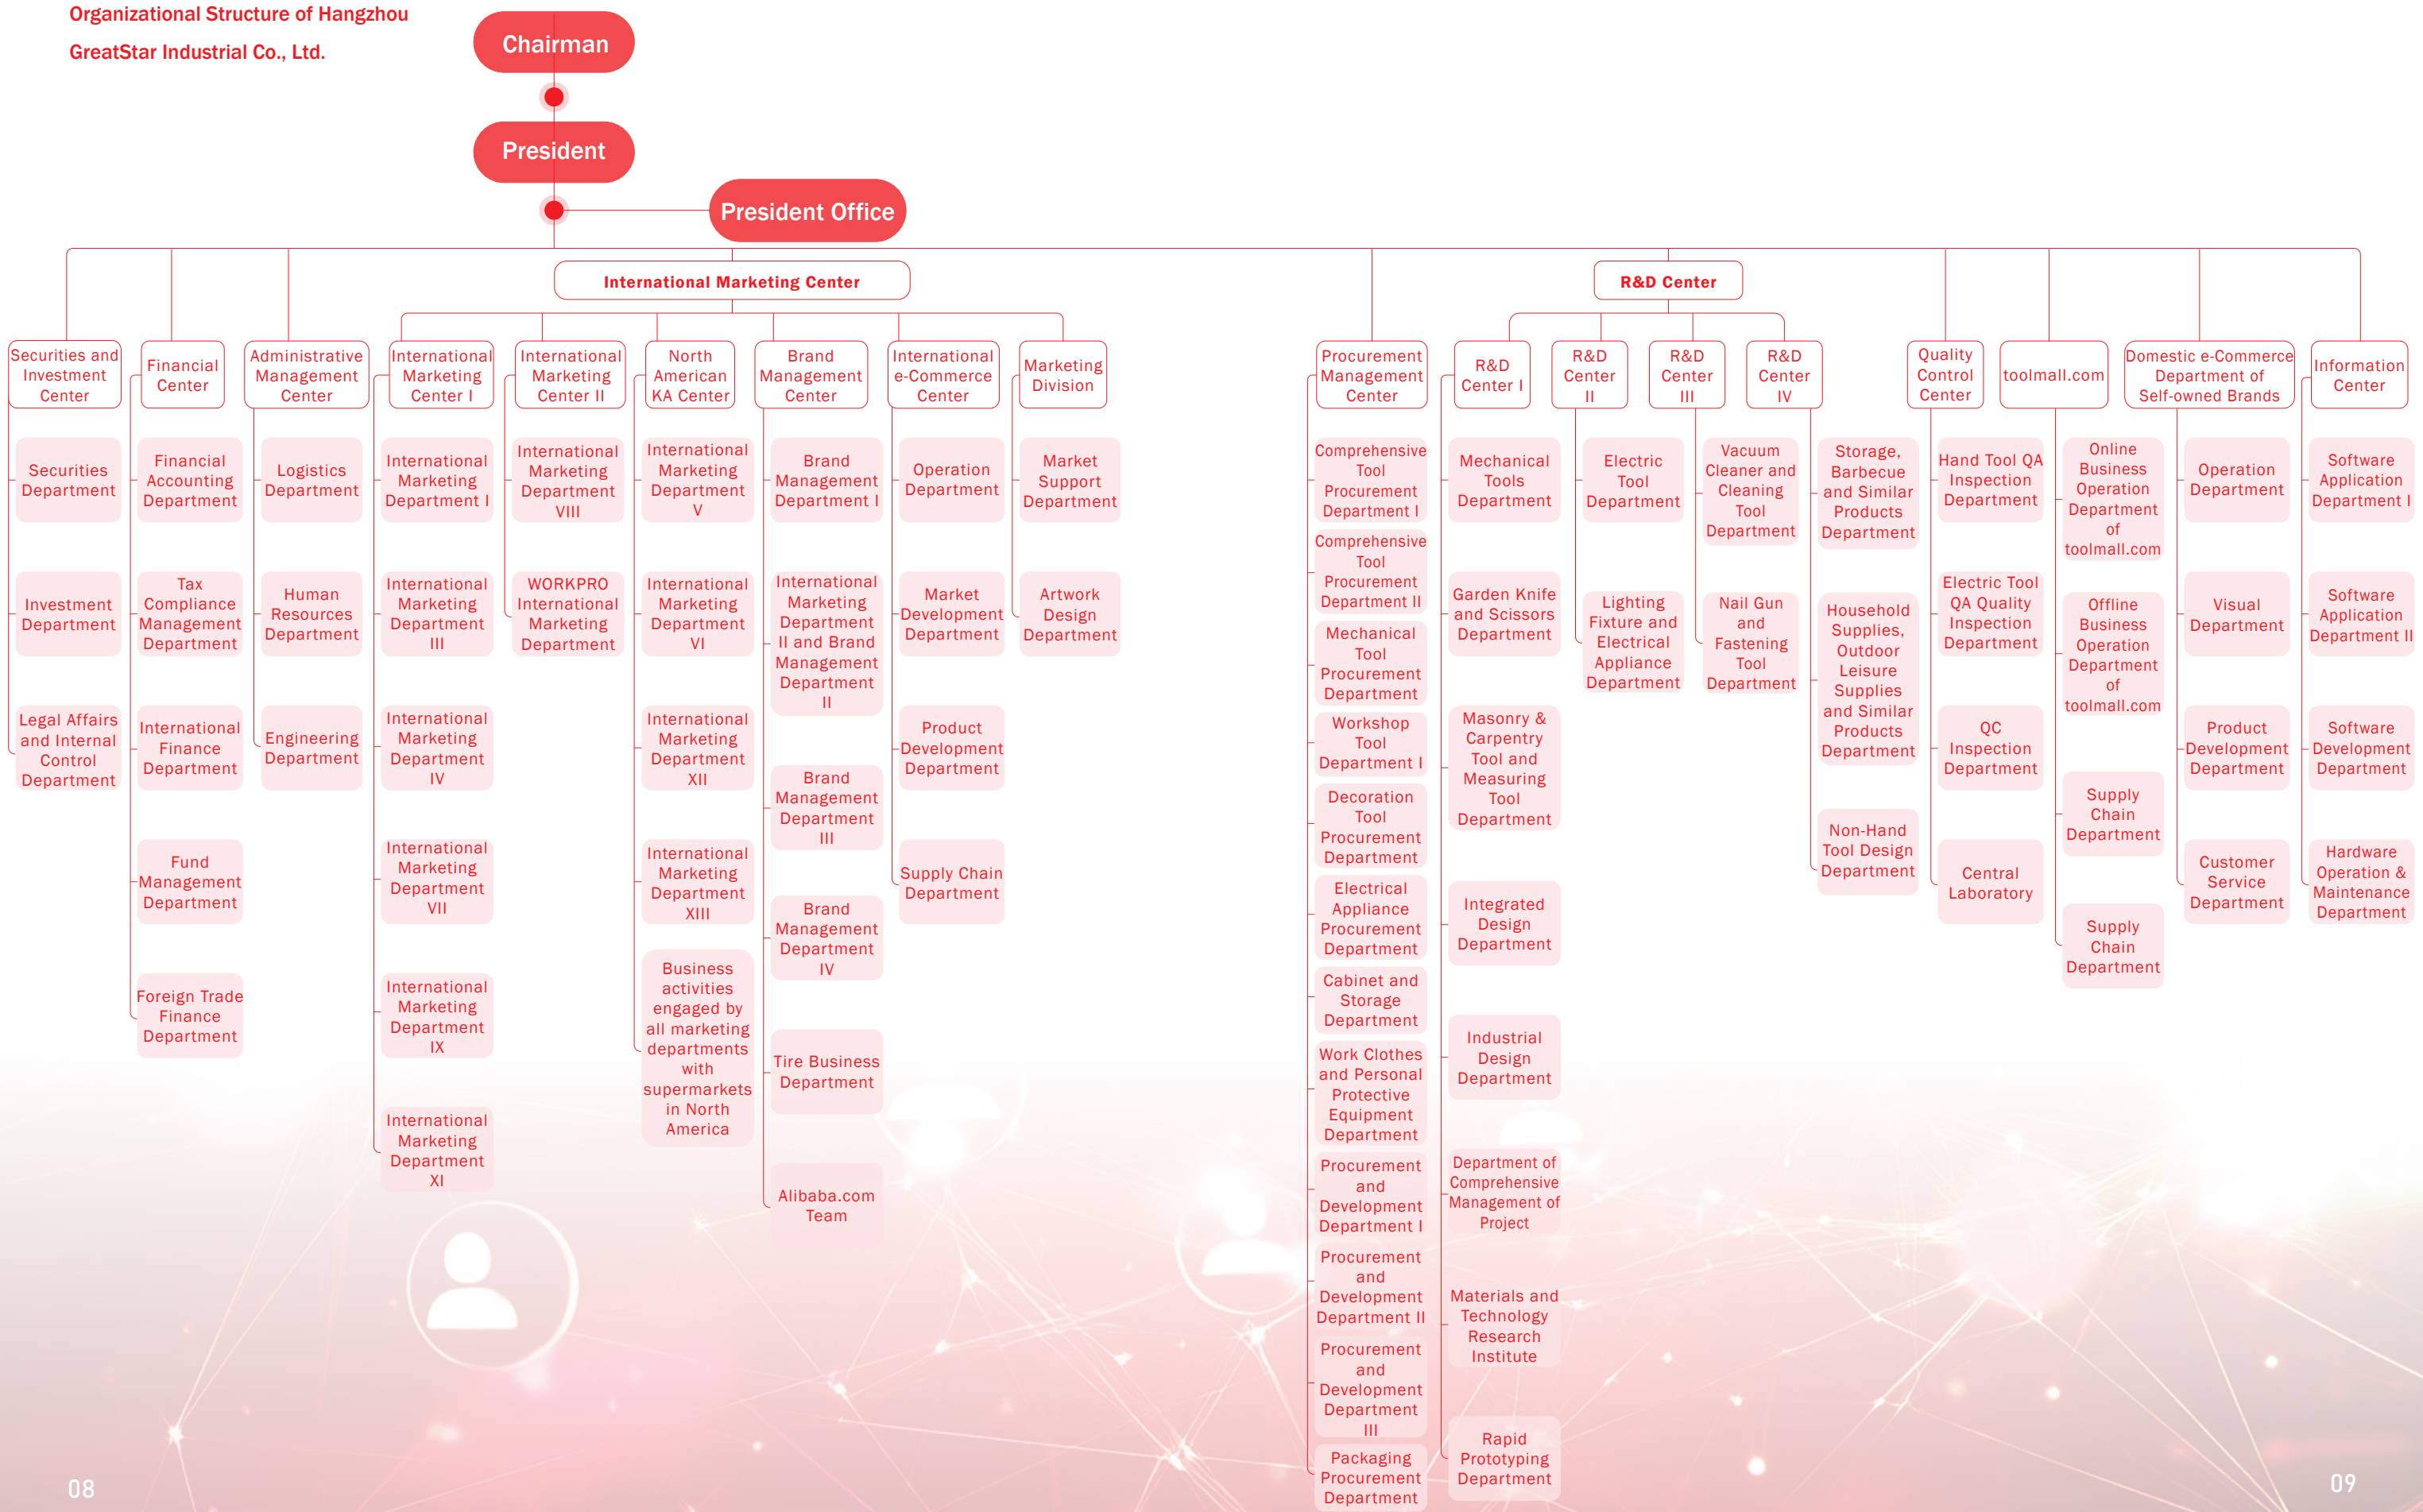 Organizational Structure of Hangzhou
GreatStar Industrial Co., Ltd.
Chairman
President
President Office
International Marketing Center
R&D Center
Securities and
Investment
Center
Financial
Center
Administrative
Management
Center
International
Marketing
Center I
International
Marketing
Center II
North
American
KA Center
Brand
Management
Center
International
e-Commerce
Center
Marketing
Division
Procurement
Management
Center
R&D
Center I
R&D
Center
II
R&D
Center
III
R&D
Center
IV
Quality
Control
Center
toolmall.com
Domestic e-Commerce
Department of
Self-owned Brands
Information
Center
Securities
Department
Investment
Department
Legal Affairs
and Internal
Control
Department
Financial
Accounting
Department
Tax
Compliance
Management
Department
International
Finance
Department
Fund
Management
Department
Foreign Trade
Finance
Department
Logistics
Department
Human
Resources
Department
Engineering
Department
International
Marketing
Department I
International
Marketing
Department
III
International
Marketing
Department
IV
International
Marketing
Department
VII
International
Marketing
Department
IX
International
Marketing
Department
XI
International
Marketing
Department
VIII
WORKPRO
International
Marketing
Department
International
Marketing
Department
V
International
Marketing
Department
VI
International
Marketing
Department
XII
International
Marketing
Department
XIII
Business
activities
engaged by
all marketing
departments
with
supermarkets
in North
America
Brand
Management
Department I
International
Marketing
Department
II and Brand
Management
Department
II
Brand
Management
Department
III
Brand
Management
Department
IV
Tire Business
Department
Alibaba.com
Team
Operation
Department
Market
Development
Department
Product
Development
Department
Supply Chain
Department
Market
Support
Department
Artwork
Design
Department
Comprehensive
Tool
Procurement
Department I
Comprehensive
Tool
Procurement
Department II
Mechanical
Tool
Procurement
Department
Workshop
Tool
Department I
Decoration
Tool
Procurement
Department
Electrical
Appliance
Procurement
Department
Cabinet and
Storage
Department
Work Clothes
and Personal
Protective
Equipment
Department
Procurement
and
Development
Department I
Procurement
and
Development
Department II
Procurement
and
Development
Department
III
Packaging
Procurement
Department
Mechanical
Tools
Department
Garden Knife
and Scissors
Department
Masonry &
Carpentry
Tool and
Measuring
Tool
Department
Integrated
Design
Department
Industrial
Design
Department
Department of
Comprehensive
Management of
Project
Materials and
Technology
Research
Institute
Rapid
Prototyping
Department
Electric
Tool
Department
Lighting
Fixture and
Electrical
Appliance
Department
Vacuum
Cleaner and
Cleaning
Tool
Department
Nail Gun
and
Fastening
Tool
Department
Storage,
Barbecue
and Similar
Products
Department
Household
Supplies,
Outdoor
Leisure
Supplies
and Similar
Products
Department
Non-Hand
Tool Design
Department
Hand Tool QA
Inspection
Department
Electric Tool
QA Quality
Inspection
Department
QC
Inspection
Department
Central
Laboratory
Online
Business
Operation
Department
of
toolmall.com
Offline
Business
Operation
Department
of
toolmall.com
Supply
Chain
Department
Supply
Chain
Department
Operation
Department
Visual
Department
Product
Development
Department
Customer
Service
Department
Software
Application
Department I
Software
Application
Department II
Software
Development
Department
Hardware
Operation &
Maintenance
Department
08
09